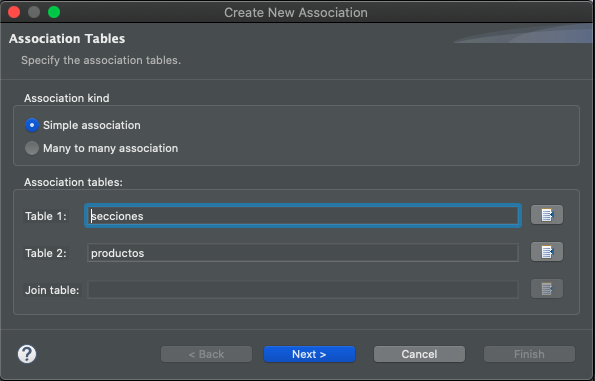 Create New Association
Association Tables
Specify the association tables.
Association kind
Simple association
Many to many association
Association tables:
Table 1: secciones
Table 2: productos
Join table:
? < Back Next > Cancel Finish